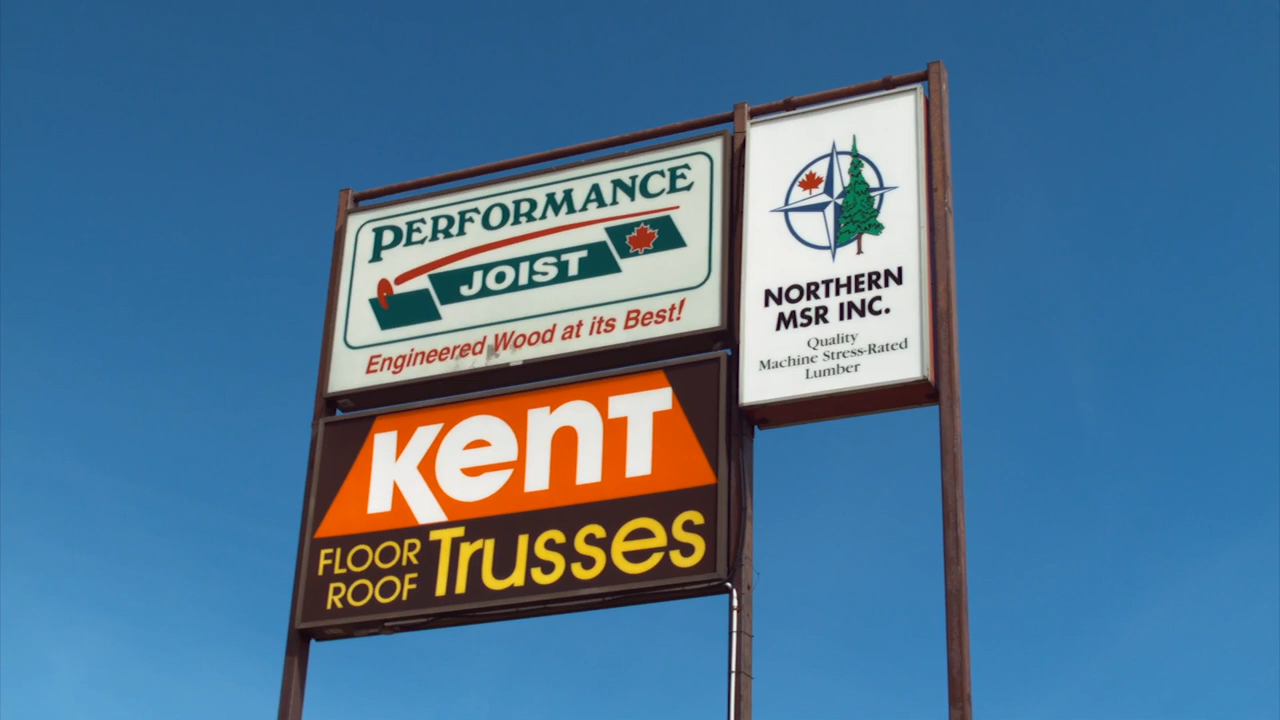 PERFORMANCE
JOIST
Engineered Wood at its Best!
NORTHERN
MSR INC.
Quality
Machine Stress-Rated
Lumber
Kent
FLOOR
ROOF
Trusses